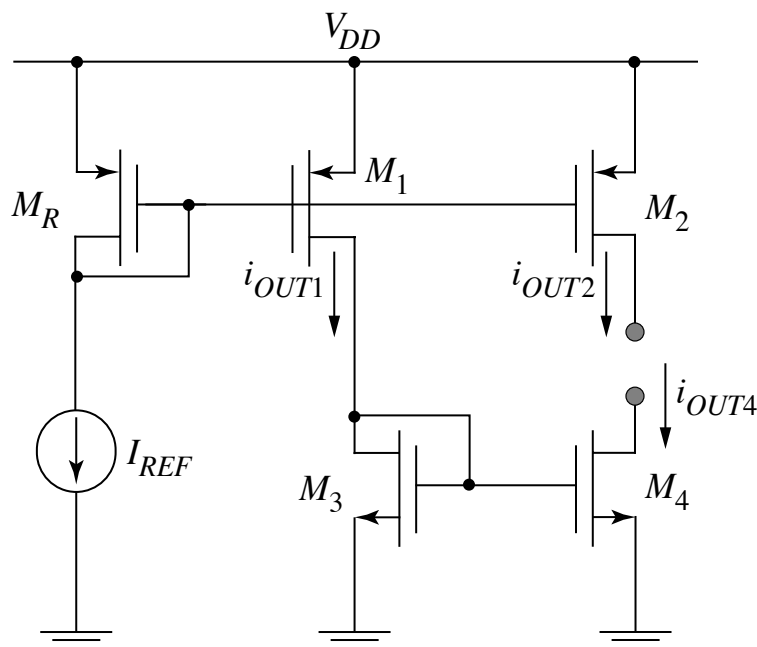 V_DD
M_R
M_1
M_2
i_OUT1
i_OUT2
i_OUT4
I_REF
M_3
M_4